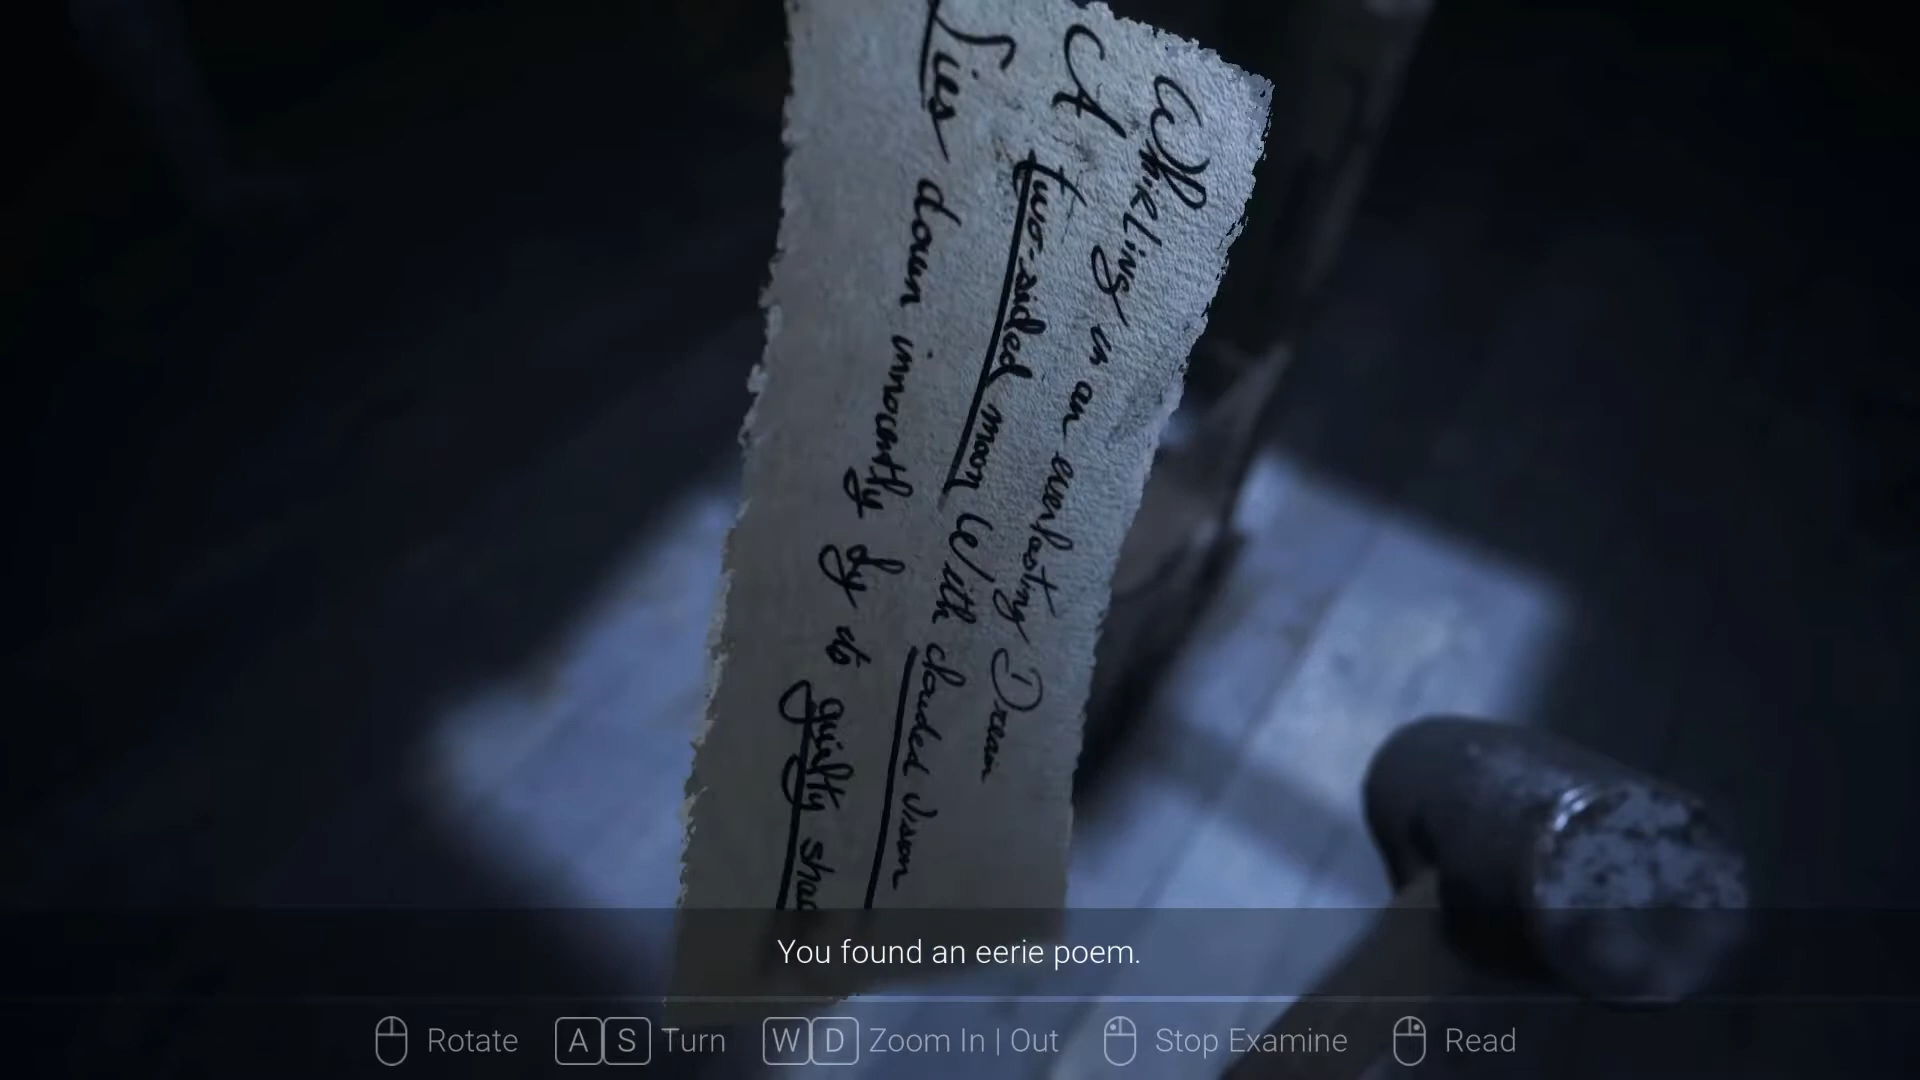 Whirling in an everlasting Dream
A two-sided moon With clouded vision
Lies down innocently by its guilty
You found an eerie poem.
Rotate A S Turn W D Zoom In | Out Stop Examine Read